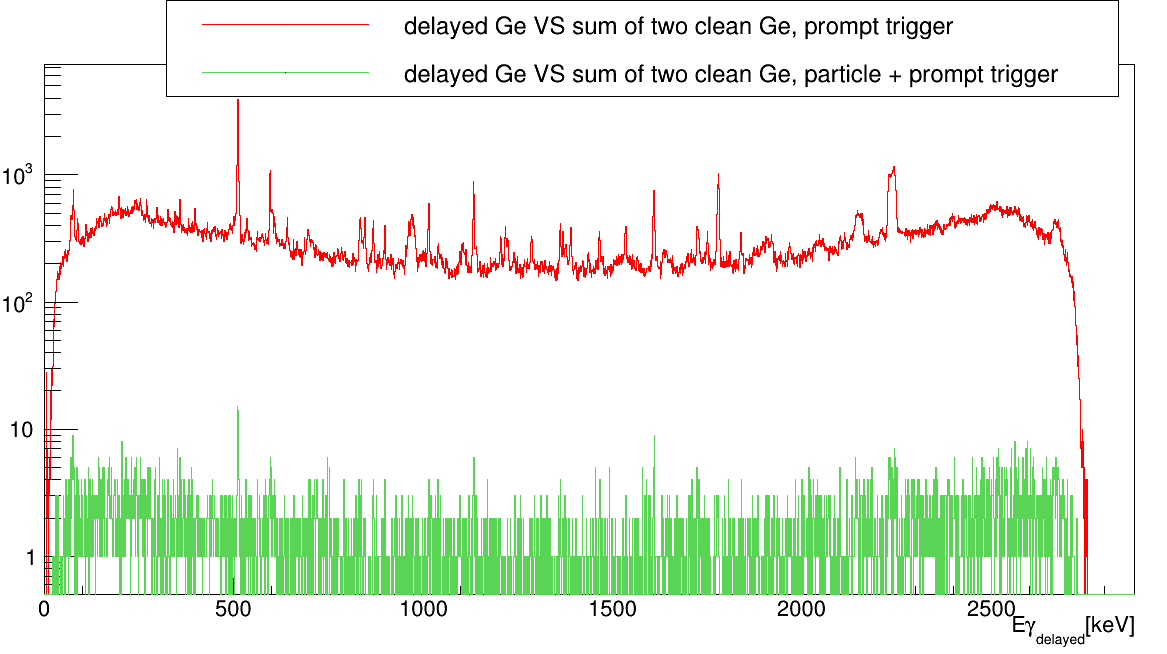 delayed Ge VS sum of two clean Ge, prompt trigger
delayed Ge VS sum of two clean Ge, particle + prompt trigger
10³
10²
10
1
0 500 1000 1500 2000 2500
Eγdelayed[keV]